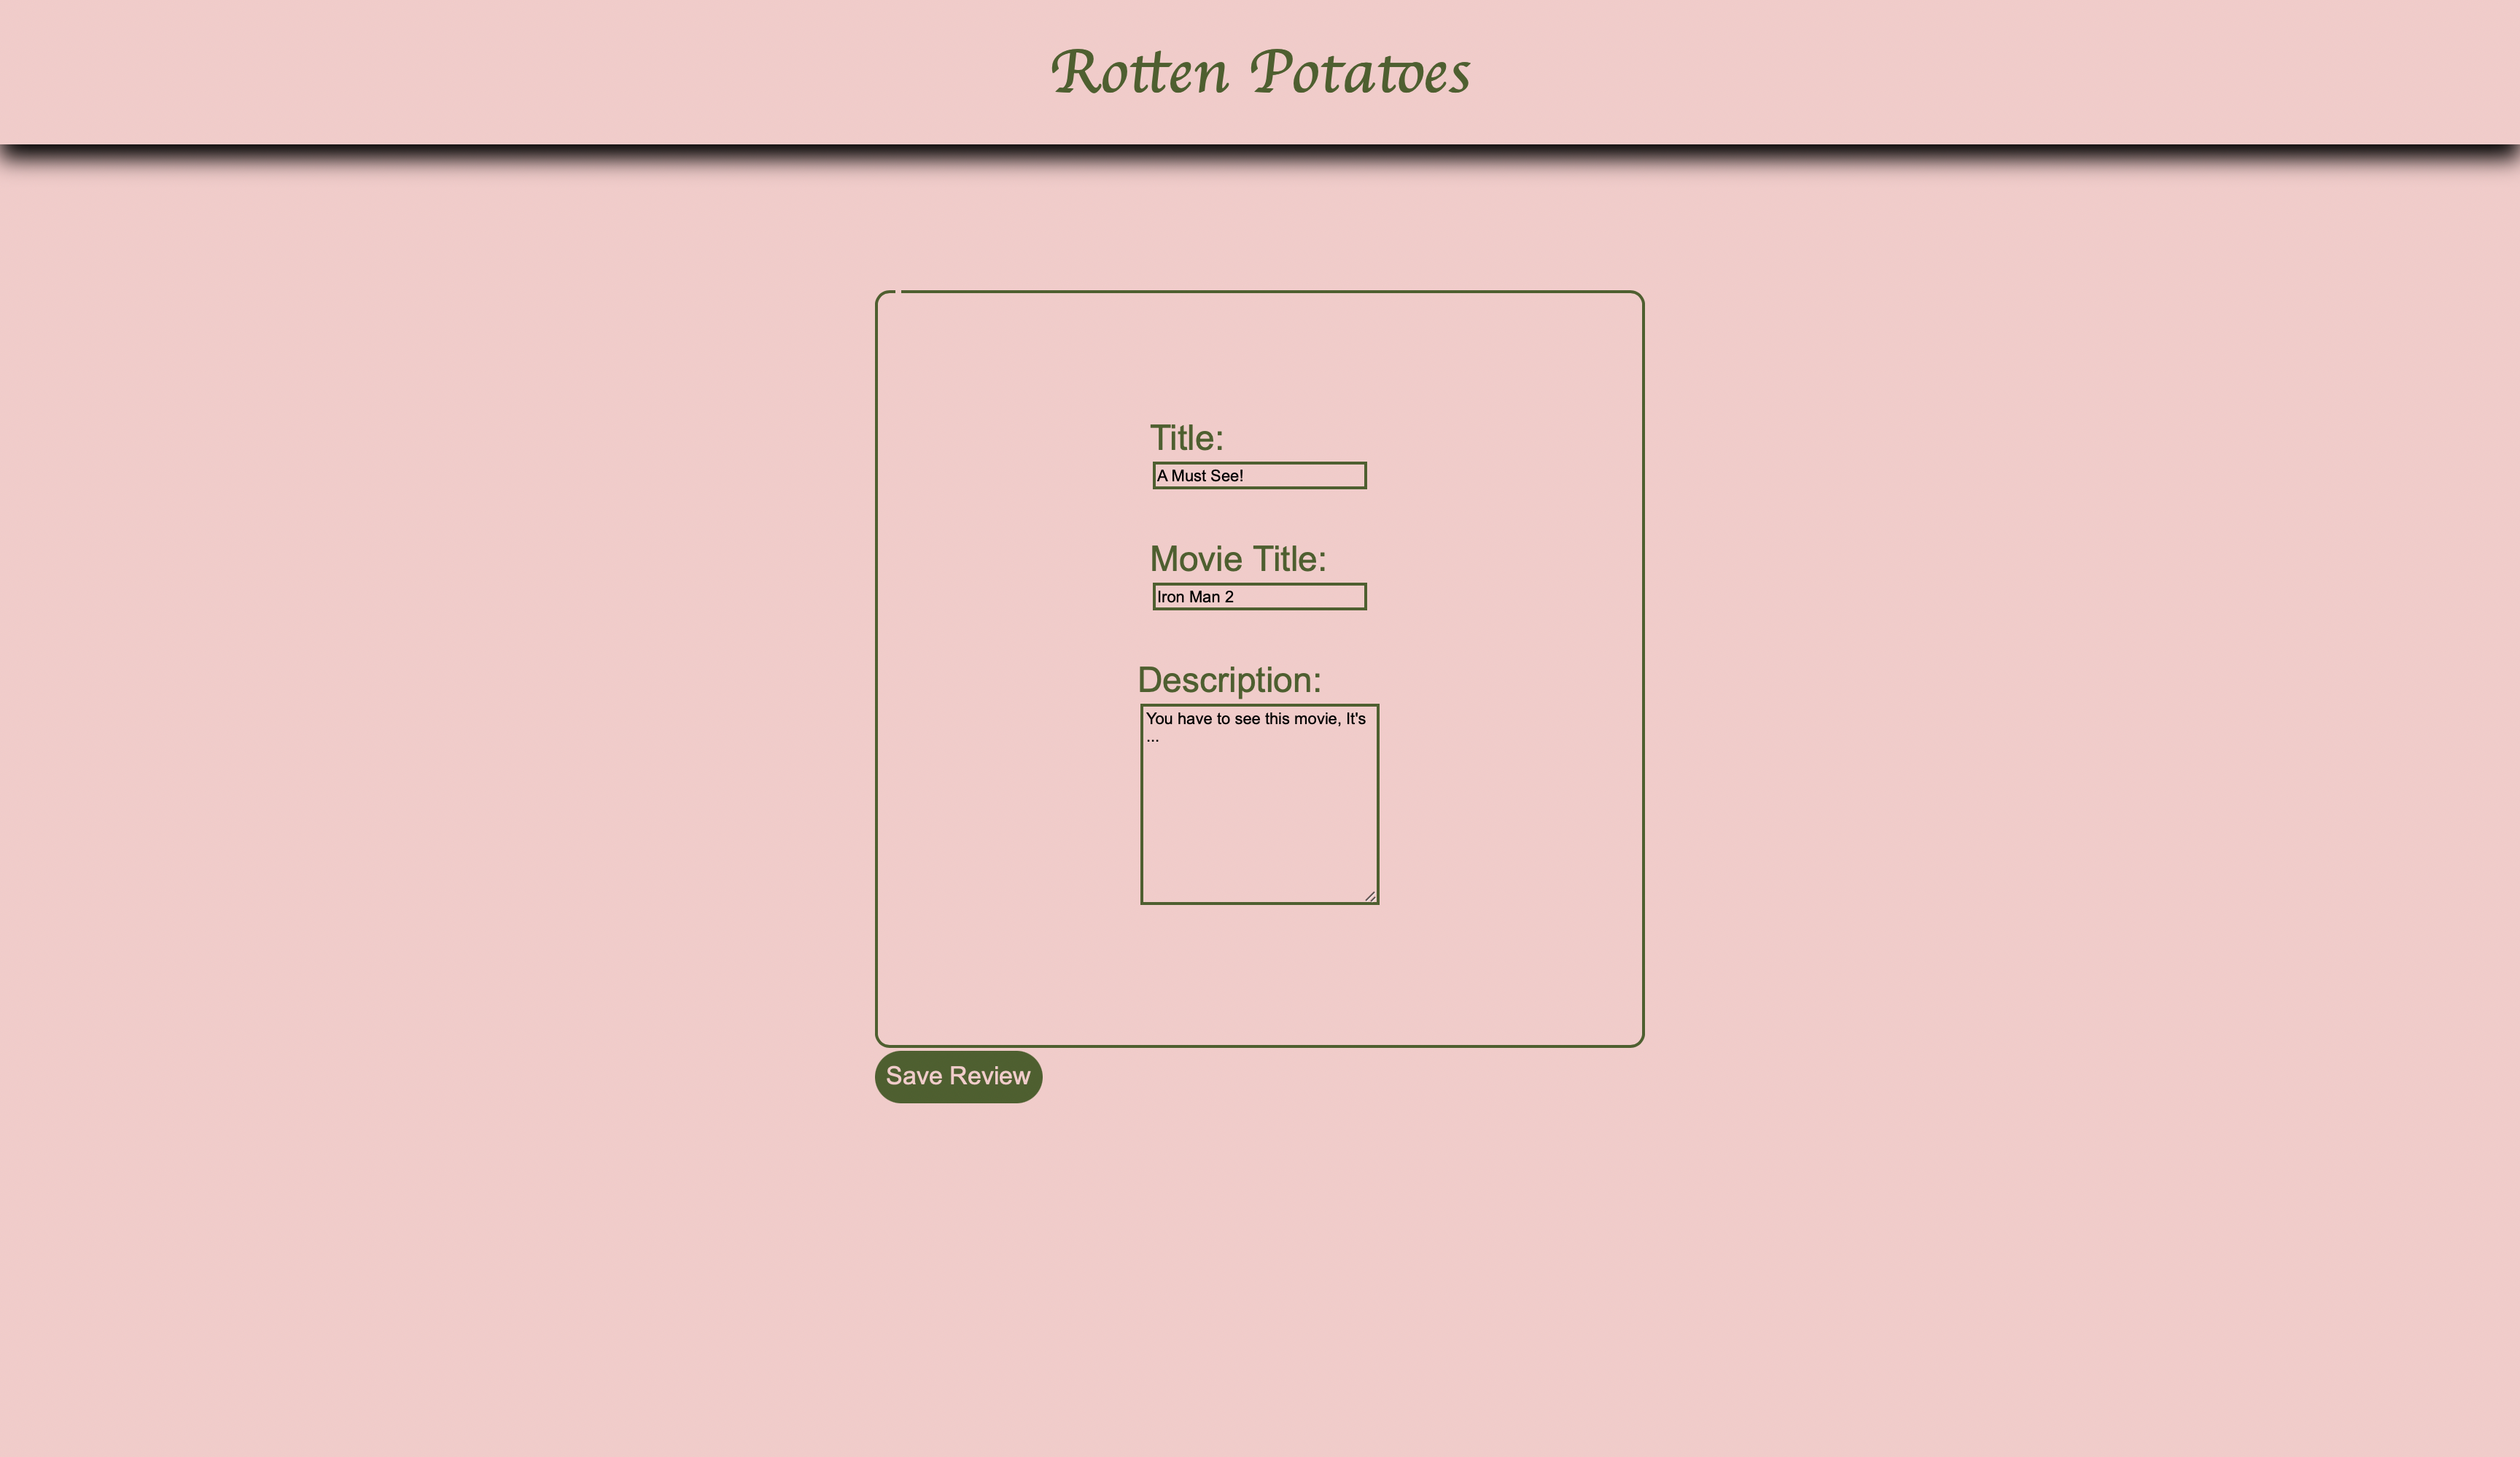 Rotten Potatoes
Title:
A Must See!
Movie Title:
Iron Man 2
Description:
You have to see this movie, It's
...
Save Review